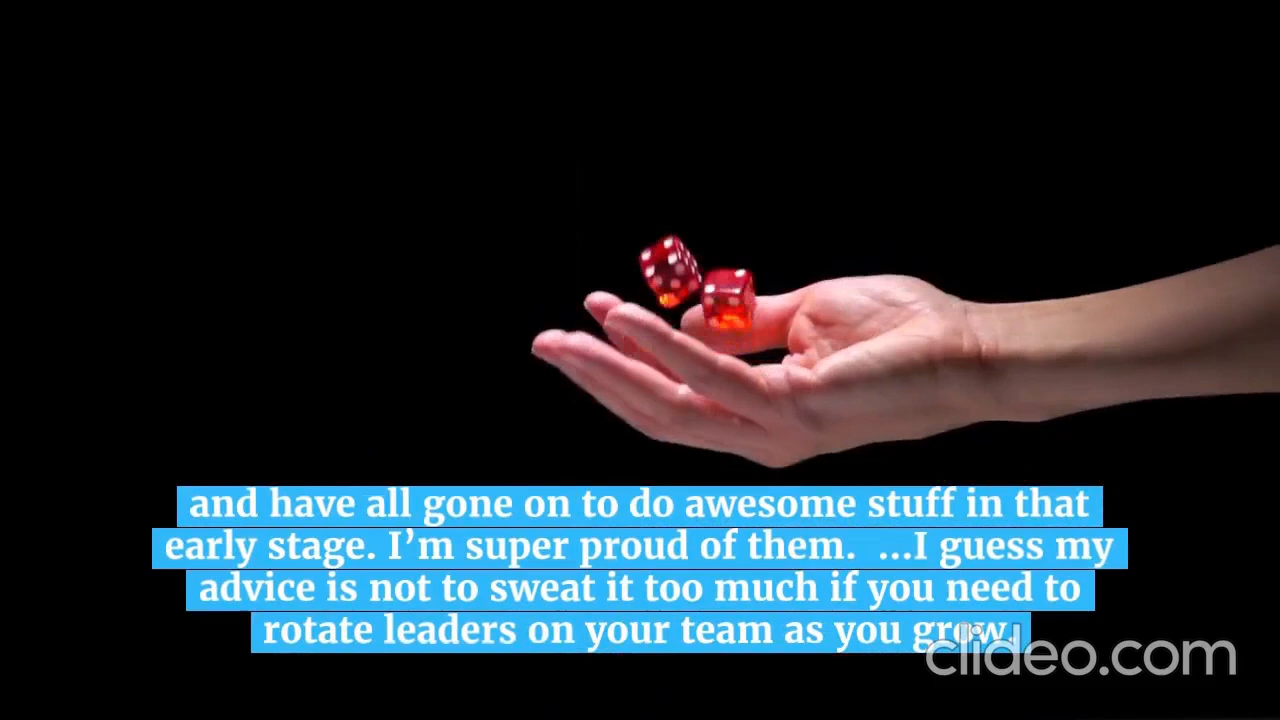 and have all gone on to do awesome stuff in that
early stage. I’m super proud of them.  ...I guess my
advice is not to sweat it too much if you need to
rotate leaders on your team as you grow.
clideo.com